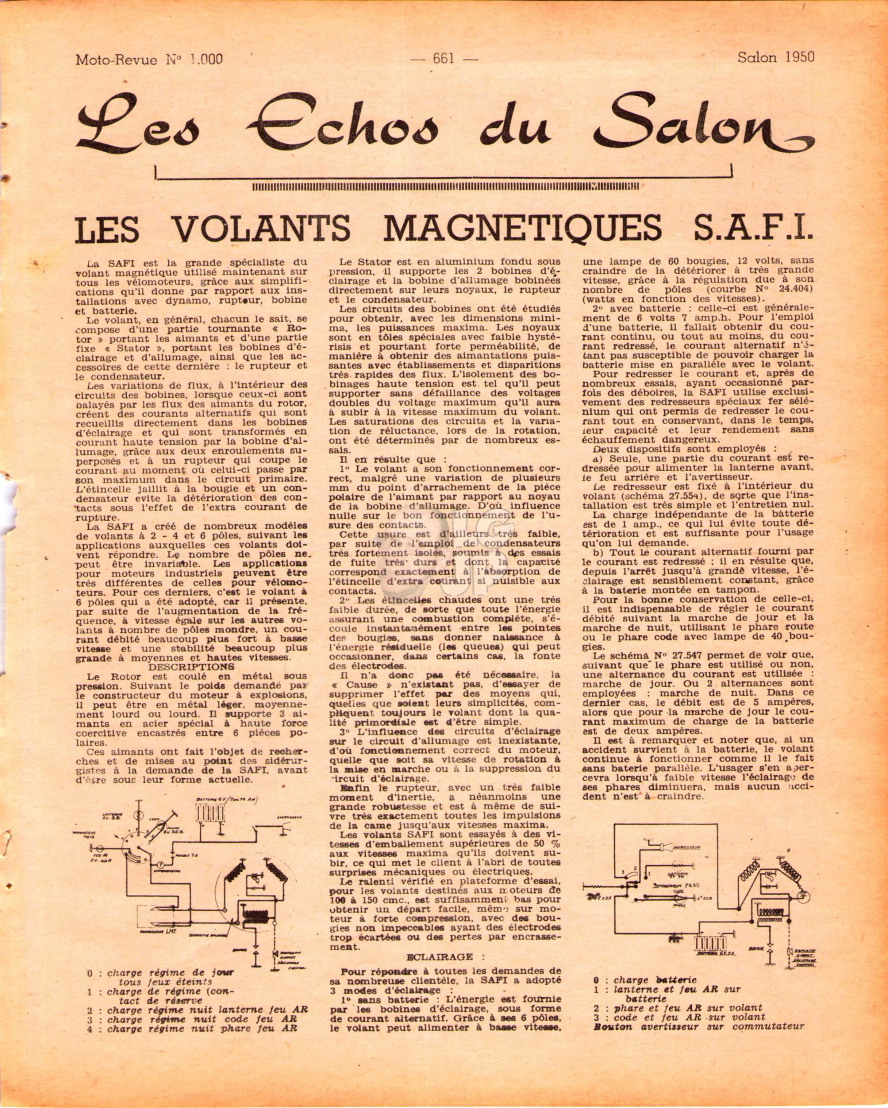 Moto-Revue N° 1.000
— 661 —
Salon 1950
Les Echos du Salon
LES VOLANTS MAGNETIQUES S.A.F.I.
La SAFI est la grande spécialiste du
volant magnétique utilisé maintenant sur
tous les vélomoteurs, grâce aux simplifi-
cations qu'il donne par rapport aux ins-
tallations avec dynamo, rupteur, bobine
et batterie.
Le volant, en général, chacun le sait, se
compose d'une partie tournante « Ro-
tor » portant les aimants et d'une partie
fixe « Stator », portant les bobines d'é-
clairage et d'allumage, ainsi que les ac-
cessoires de cette dernière : le rupteur et
le condensateur.
Les variations de flux, à l'intérieur des
circuits des bobines, lorsque ceux-ci sont
balayés par les flux des aimants du rotor,
créent des courants alternatifs qui sont
recueillis directement dans les bobines
d'éclairage et qui sont transformés en
courant haute tension par la bobine d'al-
lumage, grâce aux deux enroulements su-
perposés et à un rupteur qui coupe le
courant au moment où celui-ci passe par
son maximum dans le circuit primaire.
L'étincelle jaillit à la bougie et un con-
densateur evite la détérioration des con-
tacts sous l'effet de l'extra courant de
rupture.
La SAFI a créé de nombreux modèles
de volants à 2 - 4 et 6 pôles, suivant les
applications auxquelles ces volants doi-
vent répondre. Le nombre de pôles ne
peut être invariable. Les applications
pour moteurs industriels peuvent être
très différentes de celles pour vélomo-
teurs. Pour ces derniers, c'est le volant à
6 pôles qui a été adopté, car il présente,
par suite de l'augmentation de la fré-
quence, à vitesse égale sur les autres vo-
lants à nombre de pôles mondre, un cou-
rant débité beaucoup plus fort à basse
vitesse et une stabilité beaucoup plus
grande à moyennes et hautes vitesses.
DESCRIPTIONS
Le Rotor est coulé en métal sous
pression. Suivant le poids demandé par
le constructeur du moteur à explosions,
il peut être en métal léger, moyenne-
ment lourd ou lourd. Il supporte 3 ai-
mants en acier spécial à haute force
coercitive encastrés entre 6 pièces po-
laires.
Ces aimants ont fait l'objet de recher-
ches et de mises au point des sidérur-
gistes à la demande de la SAFI, avant
d'être sous leur forme actuelle.
0 : charge régime de jour
tous feux éteints
1 : charge de régime (con-
tact de réserve
2 : charge régime nuit lanterne feu AR
3 : charge régime nuit code feu AR
4 : charge régime nuit phare feu AR
Le Stator est en aluminium fondu sous
pression, il supporte les 2 bobines d'é-
clairage et la bobine d'allumage bobinées
directement sur leurs noyaux, le rupteur
et le condensateur.
Les circuits des bobines ont été étudiés
pour obtenir, avec les dimensions mini-
ma, les puissances maxima. Les noyaux
sont en tôles spéciales avec faible hysté-
risis et pourtant forte perméabilité, de
manière à obtenir des aimantations puis-
santes avec établissements et disparitions
très rapides des flux. L'isolement des bo-
binages haute tension est tel qu'il peut
supporter sans défaillance des voltages
doubles du voltage maximum qu'il aura
à subir à la vitesse maximum du volant.
Les saturations des circuits et la varia-
tion de réluctance, lors de la rotation,
ont été déterminés par de nombreux es-
sais.
Il en résulte que :
1° Le volant a son fonctionnement cor-
rect, malgré une variation de plusieurs
mm du point d'arrachement de la pièce
polaire de l'aimant par rapport au noyau
de la bobine d'allumage. D'où influence
nulle sur le bon fonctionnement de l'u-
sure des contacts.
Cette usure est d'ailleurs très faible,
par suite de l'emploi de condensateurs
très fortement isolés, soumis à des essais
de fuite très durs dont la capacité
correspond exactement à l'absorption de
l'étincelle d'extra courant nuisible aux
contacts.
2° Les étincelles chaudes ont une très
faible durée, de sorte que toute l'énergie
assurant une combustion complète, s'é-
coule instantanément entre les pointes
des bougies, sans donner naissance à
l'énergie résiduelle (les queues) qui peut
occasionner, dans certains cas, la fonte
des électrodes.
Il n'a donc pas été nécessaire, la
« Cause » n'existant pas, d'essayer de
supprimer l'effet par des moyens qui,
quelles que soient leurs simplicités, com-
pliquent toujours le volant dont la qua-
lité primordiale est d'être simple.
3° L'influence des circuits d'éclairage
sur le circuit d'allumage est inexistante,
d'où fonctionnement correct du moteur,
quelle que soit sa vitesse de rotation à
la mise en marche ou à la suppression du
circuit d'éclairage.
Enfin le rupteur, avec un très faible
moment d'inertie, a néanmoins une
grande robustesse et est à même de sui-
vre très exactement toutes les impulsions
de la came jusqu'aux vitesses maxima.
Les volants SAFI sont essayés à des vi-
tesses d'emballement supérieures de 50 %
aux vitesses maxima qu'ils doivent su-
bir, ce qui met le client à l'abri de toutes
surprises mécaniques ou électriques.
Le ralenti vérifié en plateforme d'essai,
pour les volants destinés aux moteurs de
100 à 150 cmc., est suffisamment bas pour
obtenir un départ facile, même sur mo-
teur à forte compression, avec des bou-
gies non impeccables ayant des électrodes
trop écartées ou des pertes par encrasse-
ment.
ECLAIRAGE :
Pour répondre à toutes les demandes de
sa nombreuse clientèle, la SAFI a adopté
3 modes d'éclairage :
1° sans batterie : L'énergie est fournie
par les bobines d'éclairage, sous forme
de courant alternatif. Grâce à ses 6 pôles,
le volant peut alimenter à basse vitesse,
une lampe de 60 bougies, 12 volts, sans
craindre de la détériorer à très grande
vitesse, grâce à la régulation due à son
nombre de pôles (courbe N° 24.404)
(watts en fonction des vitesses).
2° avec batterie : celle-ci est générale-
ment de 6 volts 7 amp.h. Pour l'emploi
d'une batterie, il fallait obtenir du cou-
rant continu, ou tout au moins, du cou-
rant redressé, le courant alternatif n'é-
tant pas susceptible de pouvoir charger la
batterie mise en parallèle avec le volant.
Pour redresser le courant et, après de
nombreux essais, ayant occasionné par-
fois des déboires, la SAFI utilise exclusi-
vement des redresseurs spéciaux fer sélé-
nium qui ont permis de redresser le cou-
rant tout en conservant, dans le temps,
leur capacité et leur rendement sans
échauffement dangereux.
Deux dispositifs sont employés :
a) Seule, une partie du courant est re-
dressée pour alimenter la lanterne avant,
le feu arrière et l'avertisseur.
Le redresseur est fixé à l'intérieur du
volant (schéma 27.554), de sorte que l'ins-
tallation est très simple et l'entretien nul.
La charge indépendante de la batterie
est de 1 amp., ce qui lui évite toute dé-
térioration et est suffisante pour l'usage
qu'on lui demande.
b) Tout le courant alternatif fourni par
le courant est redressé ; il en résulte que,
depuis l'arrêt jusqu'à grande vitesse, l'é-
clairage est sensiblement constant, grâce
à la batterie montée en tampon.
Pour la bonne conservation de celle-ci,
il est indispensable de régler le courant
débité suivant la marche de jour et la
marche de nuit, utilisant le phare route
ou le phare code avec lampe de 40 bou-
gies.
Le schéma N° 27.547 permet de voir que,
suivant que le phare est utilisé ou non,
une alternance du courant est utilisée :
marche de jour. Ou 2 alternances sont
employées : marche de nuit. Dans ce
dernier cas, le débit est de 5 ampères,
alors que pour la marche de jour le cou-
rant maximum de charge de la batterie
est de deux ampères.
Il est à remarquer et noter que, si un
accident survient à la batterie, le volant
continue à fonctionner comme il le fait
sans baterie parallèle. L'usager s'en aper-
cevra lorsqu'à faible vitesse l'éclairage de
ses phares diminuera, mais aucun acci-
dent n'est à craindre.
0 : charge batterie
1 : lanterne et feu AR sur
batterie
2 : phare et feu AR sur volant
3 : code et feu AR sur volant
Bouton avertisseur sur commutateur